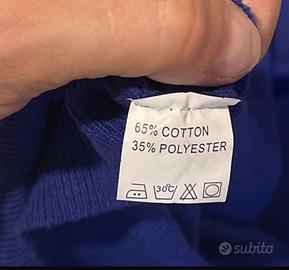 65% COTTON
35% POLYESTER
30°C
subito